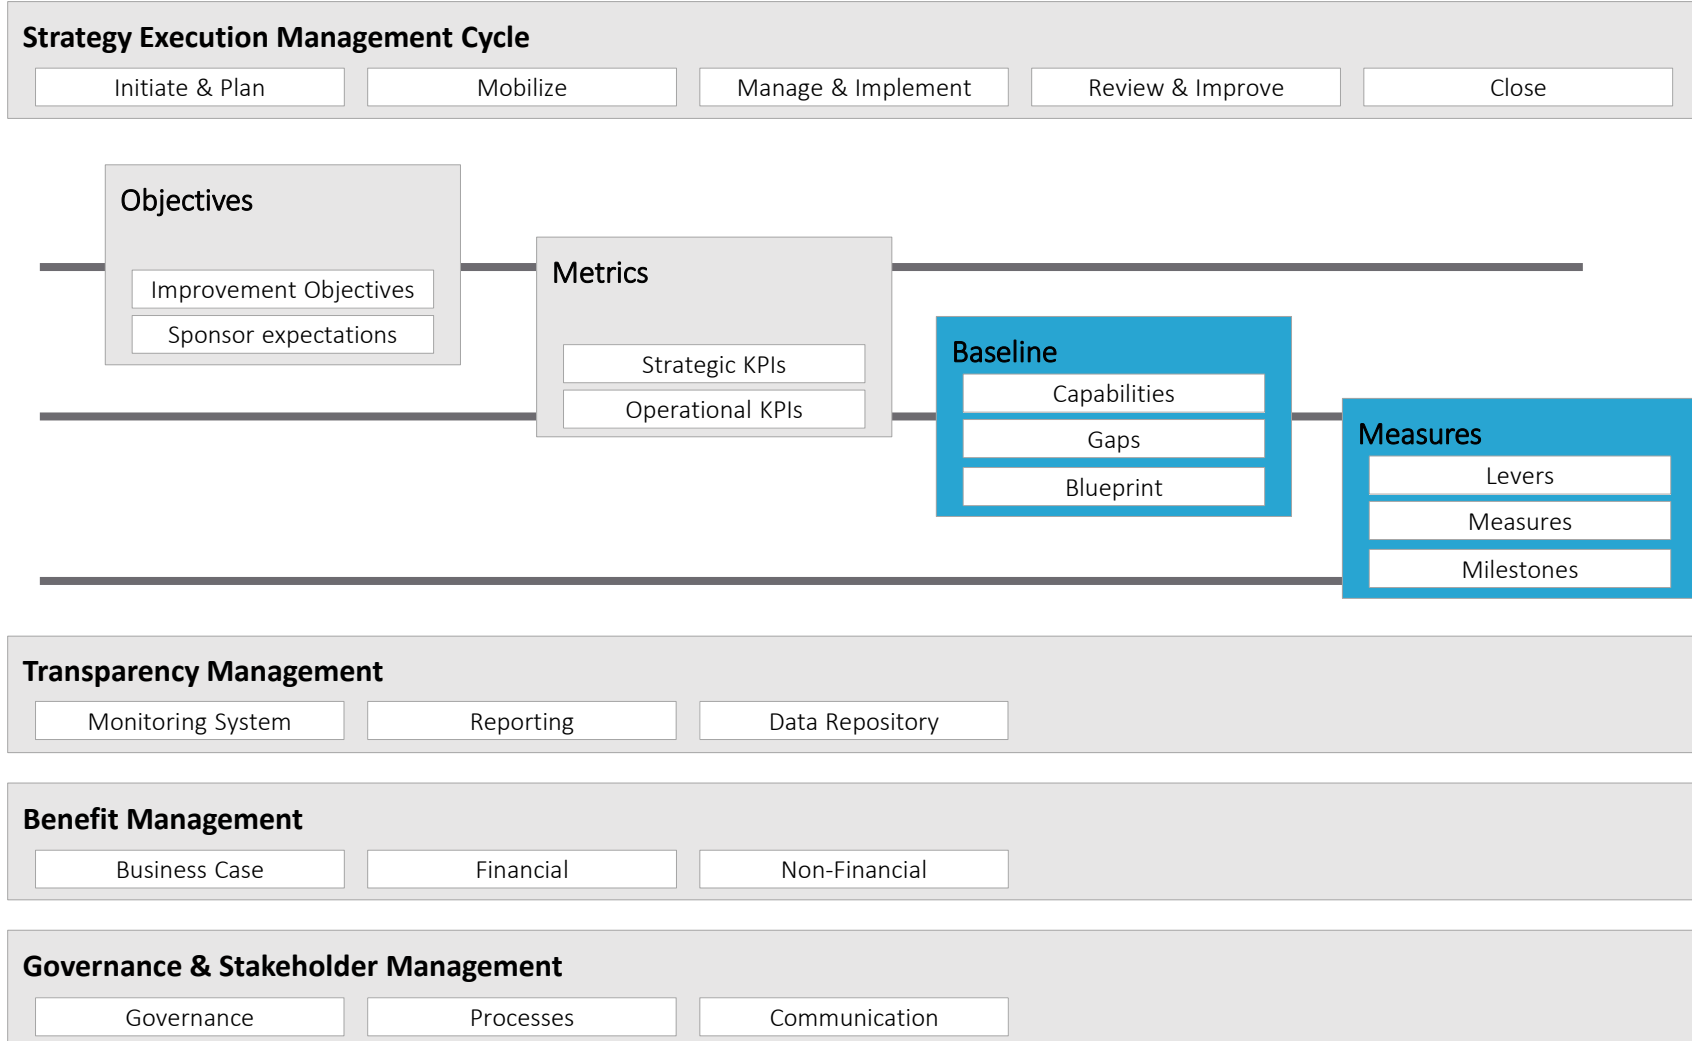 Strategy Execution Management Cycle
Initiate & Plan
Mobilize
Manage & Implement
Review & Improve
Close
Objectives
Improvement Objectives
Sponsor expectations
Metrics
Strategic KPIs
Operational KPIs
Baseline
Capabilities
Gaps
Blueprint
Measures
Levers
Measures
Milestones
Transparency Management
Monitoring System
Reporting
Data Repository
Benefit Management
Business Case
Financial
Non-Financial
Governance & Stakeholder Management
Governance
Processes
Communication